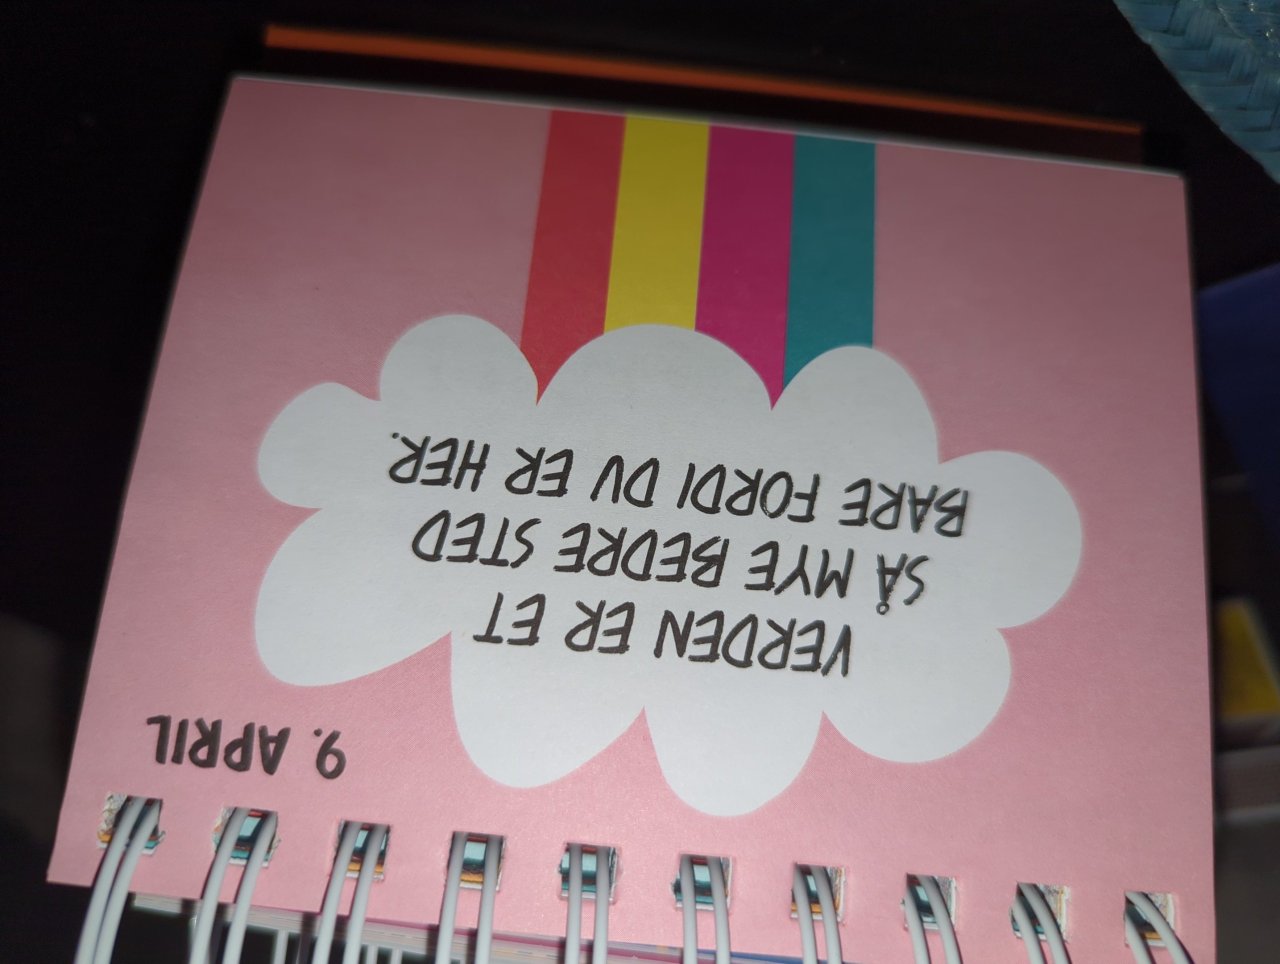 9. APRIL
VERDEN ER ET
SÅ MYE BEDRE STED
BARE FORDI DU ER HER.